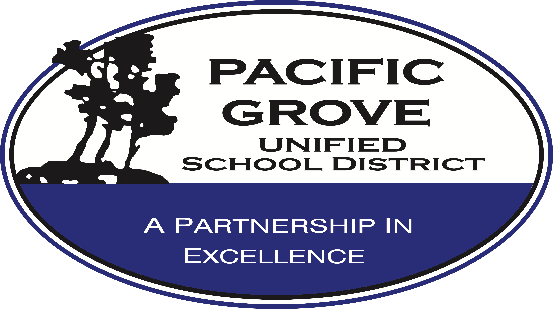 PACIFIC
GROVE
UNIFIED
SCHOOL DISTRICT
A PARTNERSHIP IN
EXCELLENCE